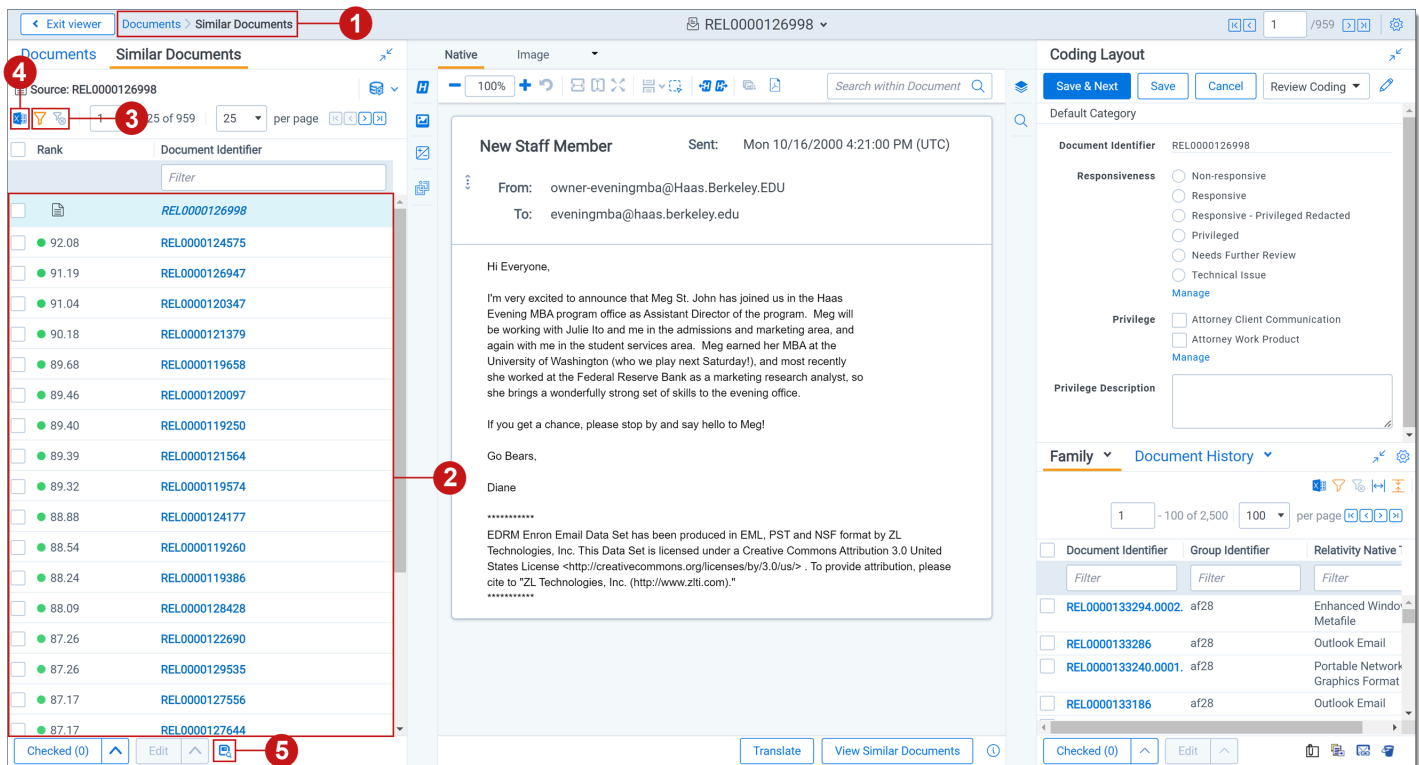 Exit viewer
Documents > Similar Documents
1
REL0000126998
1 /959
Documents
Similar Documents
4
Source: REL0000126998
1
3
25 of 959
25 per page
Rank
Document Identifier
Filter
REL0000126998
92.08 REL0000124575
91.19 REL0000126947
91.04 REL0000120347
90.18 REL0000121379
89.68 REL0000119658
89.46 REL0000120097
89.40 REL0000119250
89.39 REL0000121564
89.32 REL0000119574
88.88 REL0000124177
88.54 REL0000119260
88.24 REL0000119386
88.09 REL0000128428
87.26 REL0000122690
87.26 REL0000129535
87.17 REL0000127556
87.17 REL0000127644
2
Checked (0)
Edit
5
Native
Image
100%
Search within Document
New Staff Member
Sent: Mon 10/16/2000 4:21:00 PM (UTC)
From: owner-eveningmba@Haas.Berkeley.EDU
To: eveningmba@haas.berkeley.edu
Hi Everyone,
I'm very excited to announce that Meg St. John has joined us in the Haas
Evening MBA program office as Assistant Director of the program. Meg will
be working with Julie Ito and me in the admissions and marketing area, and
again with me in the student services area. Meg earned her MBA at the
University of Washington (who we play next Saturday!), and most recently
she worked at the Federal Reserve Bank as a marketing research analyst, so
she brings a wonderfully strong set of skills to the evening office.
If you get a chance, please stop by and say hello to Meg!
Go Bears,
Diane
***********
EDRM Enron Email Data Set has been produced in EML, PST and NSF format by ZL
Technologies, Inc. This Data Set is licensed under a Creative Commons Attribution 3.0 United
States License <http://creativecommons.org/licenses/by/3.0/us/> . To provide attribution, please
cite to "ZL Technologies, Inc. (http://www.zlti.com)."
***********
Translate
View Similar Documents
Coding Layout
Save & Next
Save
Cancel
Review Coding
Default Category
Document Identifier REL0000126998
Responsiveness
Non-responsive
Responsive
Responsive - Privileged Redacted
Privileged
Needs Further Review
Technical Issue
Manage
Privilege
Attorney Client Communication
Attorney Work Product
Manage
Privilege Description
Family
Document History
1 - 100 of 2,500
100 per page
Document Identifier
Group Identifier
Relativity Native
Filter
Filter
Filter
REL0000133294.0002. af28 Enhanced Window
Metafile
REL0000133286 af28 Outlook Email
REL0000133240.0001. af28 Portable Network
Graphics Format
REL0000133186 af28 Outlook Email
Checked (0)
Edit